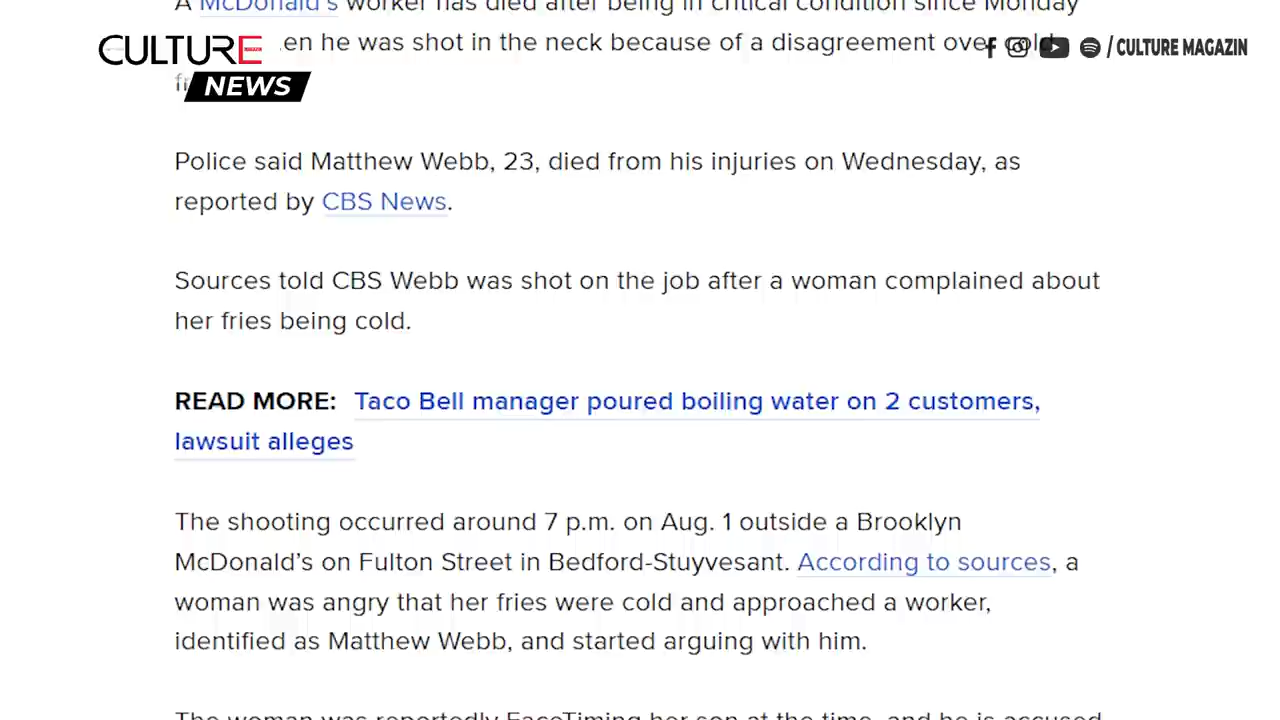 A McDonald's worker has died after being in critical condition since Monday
CULTURE
en he was shot in the neck because of a disagreement over cold
/ CULTURE MAGAZIN
NEWS
Police said Matthew Webb, 23, died from his injuries on Wednesday, as
reported by CBS News.
Sources told CBS Webb was shot on the job after a woman complained about
her fries being cold.
READ MORE: Taco Bell manager poured boiling water on 2 customers,
lawsuit alleges
The shooting occurred around 7 p.m. on Aug. 1 outside a Brooklyn
McDonald’s on Fulton Street in Bedford-Stuyvesant. According to sources, a
woman was angry that her fries were cold and approached a worker,
identified as Matthew Webb, and started arguing with him.
The woman was reportedly FaceTiming her son at the time, and he is accused